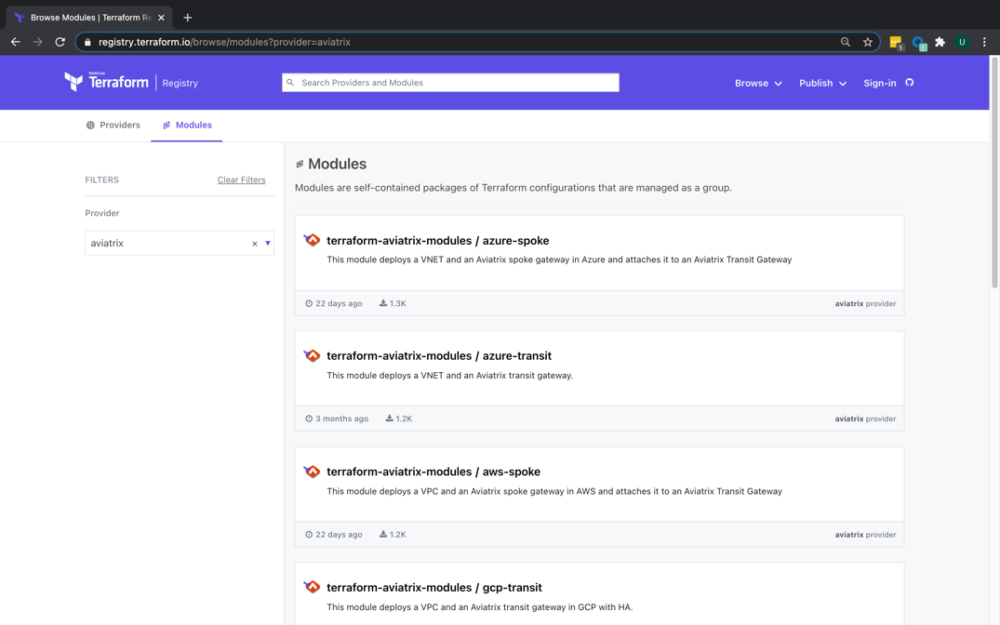 Browse Modules | Terraform Re
registry.terraform.io/browse/modules?provider=aviatrix
1
1
U
HashiCorp
Terraform
Registry
Search Providers and Modules
Browse
Publish
Sign-in
Providers
Modules
FILTERS
Clear Filters
Provider
aviatrix
Modules
Modules are self-contained packages of Terraform configurations that are managed as a group.
terraform-aviatrix-modules / azure-spoke
This module deploys a VNET and an Aviatrix spoke gateway in Azure and attaches it to an Aviatrix Transit Gateway
22 days ago 1.3K aviatrix provider
terraform-aviatrix-modules / azure-transit
This module deploys a VNET and an Aviatrix transit gateway.
3 months ago 1.2K aviatrix provider
terraform-aviatrix-modules / aws-spoke
This module deploys a VPC and an Aviatrix spoke gateway in AWS and attaches it to an Aviatrix Transit Gateway
22 days ago 1.2K aviatrix provider
terraform-aviatrix-modules / gcp-transit
This module deploys a VPC and an Aviatrix transit gateway in GCP with HA.